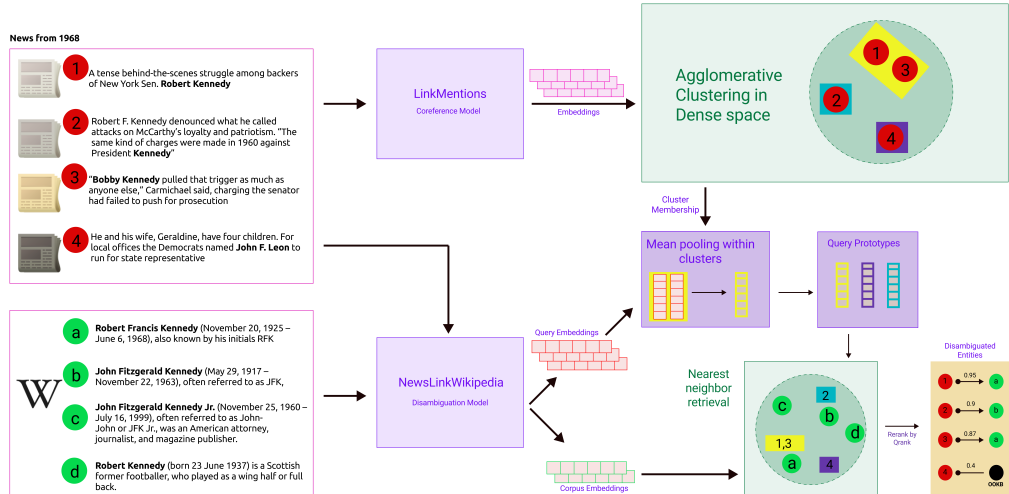 News from 1968
1
A tense behind-the-scenes struggle among backers
of New York Sen. Robert Kennedy
2
Robert F. Kennedy denounced what he called
attacks on McCarthy's loyalty and patriotism. "The
same kind of charges were made in 1960 against
President Kennedy"
3
"Bobby Kennedy pulled that trigger as much as
anyone else," Carmichael said, charging the senator
had failed to push for prosecution
4
He and his wife, Geraldine, have four children. For
local offices the Democrats named John F. Leon to
run for state representative
LinkMentions
Coreference Model
Embeddings
Agglomerative
Clustering in
Dense space
1
3
2
4
Cluster
Membership
Mean pooling within
clusters
Query Prototypes
W
a
Robert Francis Kennedy (November 20, 1925 –
June 6, 1968), also known by his initials RFK
b
John Fitzgerald Kennedy (May 29, 1917 –
November 22, 1963), often referred to as JFK,
c
John Fitzgerald Kennedy Jr. (November 25, 1960 –
July 16, 1999), often referred to as John-
John or JFK Jr., was an American attorney,
journalist, and magazine publisher.
d
Robert Kennedy (born 23 June 1937) is a Scottish
former footballer, who played as a wing half or full
back.
NewsLinkWikipedia
Disambiguation Model
Query Embeddings
Corpus Embeddings
Nearest
neighbor
retrieval
2
c
b
d
1,3
a
4
Rerank by
Qrank
Disambiguated
Entities
1 0.95 a
2 0.9 b
3 0.87 a
4 0.4
OOKB